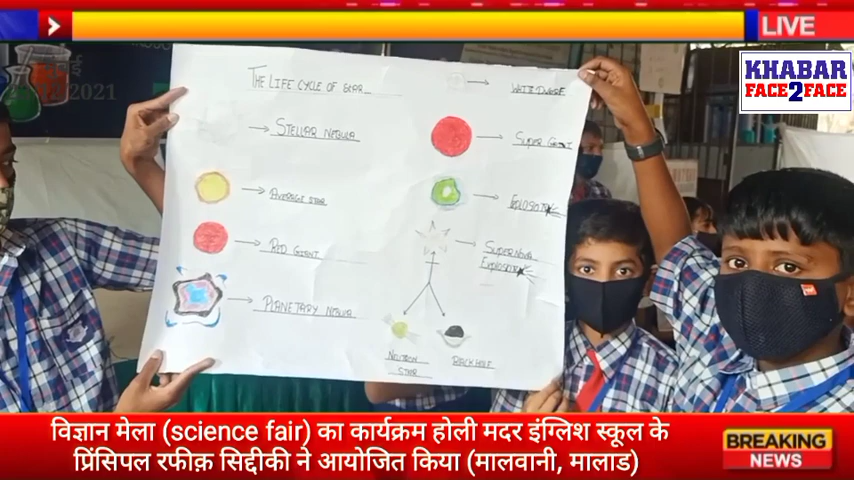 LIVE
KHABAR
FACE2FACE
2021
THE LIFE CYCLE OF STAR
STELLAR NEBULA
AVERAGE STAR
RED GIANT
PLANETARY NEBULA
WHITE DWARF
SUPER GIANT
EXPLOSION
SUPERNOVA
EXPLOSION
NEUTRON
STAR
BLACK HOLE
विज्ञान मेला (science fair) का कार्यक्रम होली मदर इंग्लिश स्कूल के
प्रिंसिपल रफीक़ सिद्दीकी ने आयोजित किया (मालवानी, मालाड)
BREAKING
NEWS